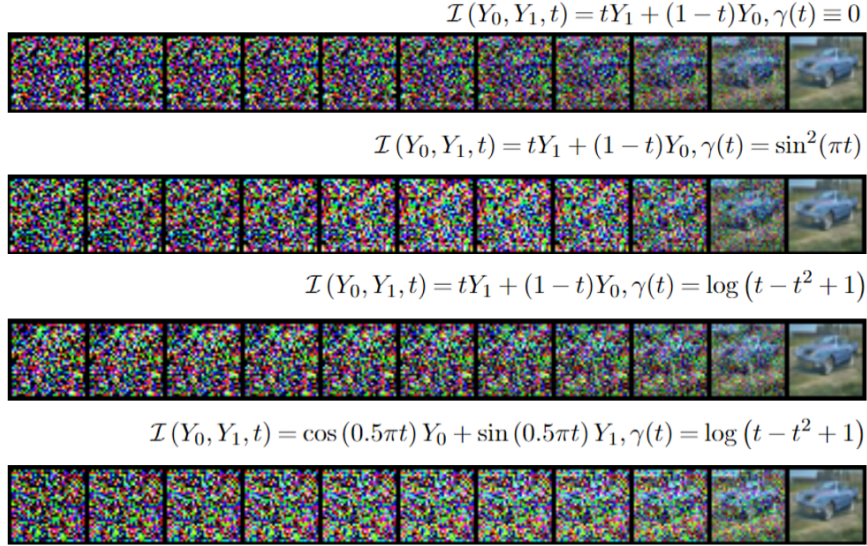 𝓘(Y₀, Y₁, t) = tY₁ + (1 − t)Y₀, γ(t) ≡ 0
𝓘(Y₀, Y₁, t) = tY₁ + (1 − t)Y₀, γ(t) = sin²(πt)
𝓘(Y₀, Y₁, t) = tY₁ + (1 − t)Y₀, γ(t) = log(t − t² + 1)
𝓘(Y₀, Y₁, t) = cos(0.5πt) Y₀ + sin(0.5πt) Y₁, γ(t) = log(t − t² + 1)